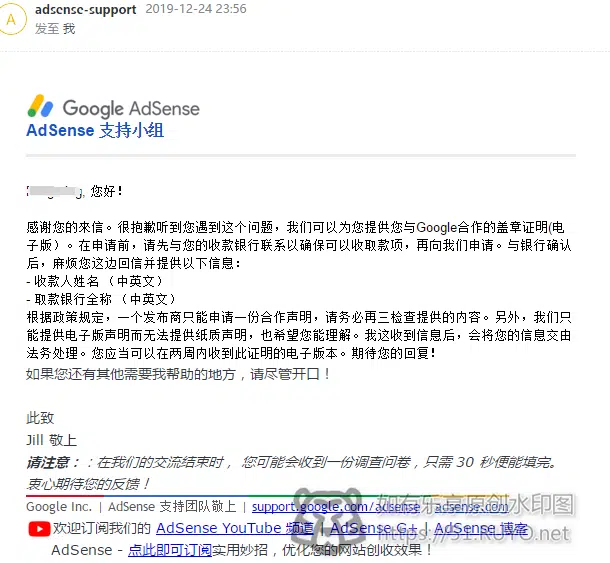 A
adsense-support 2019-12-24 23:56
发至 我
Google AdSense
AdSense 支持小组
您好！
感谢您的來信。很抱歉听到您遇到这个问题，我们可以为您提供您与Google合作的盖章证明(电
子版）。在申请前，请先与您的收款银行联系以确保可以收取款项，再向我们申请。与银行确认
后，麻烦您这边回信并提供以下信息：
- 收款人姓名 （中英文）
- 取款银行全称 （中英文）
根据政策规定，一个发布商只能申请一份合作声明，请务必再三检查提供的内容。另外，我们只
能提供电子版声明而无法提供纸质声明，也希望您能理解。我这收到信息后，会将您的信息交由
法务处理。您应当可以在两周内收到此证明的电子版本。期待您的回复！
如果您还有其他需要我帮助的地方，请尽管开口！
此致
Jill 敬上
请注意：：在我们的交流结束时， 您可能会收到一份调查问卷，只需 30 秒便能填完。
衷心期待您的反馈！
Google Inc. | AdSense 支持团队敬上 | support.google.com/adsense | adsense.com
欢迎订阅我们的 AdSense YouTube 频道 | AdSense G+ | AdSense 博客
AdSense - 点此即可订阅实用妙招，优化您的网站创收效果！
如有乐享原创水印图
https://51.RUYO.net